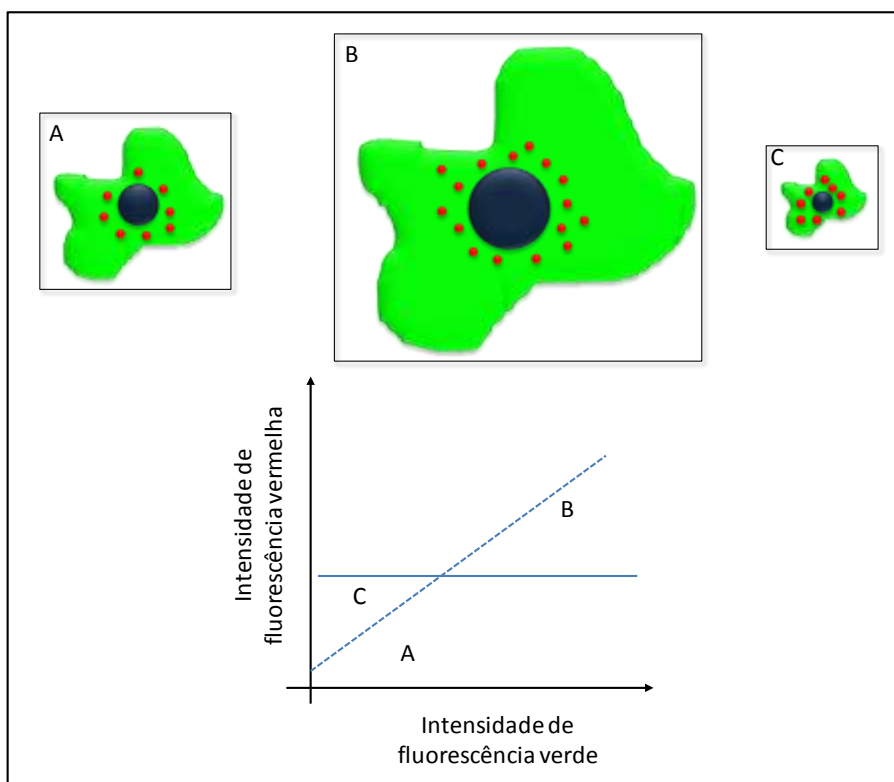 A
B
C
Intensidade de
fluorescência vermelha
B
C
A
Intensidade de
fluorescência verde